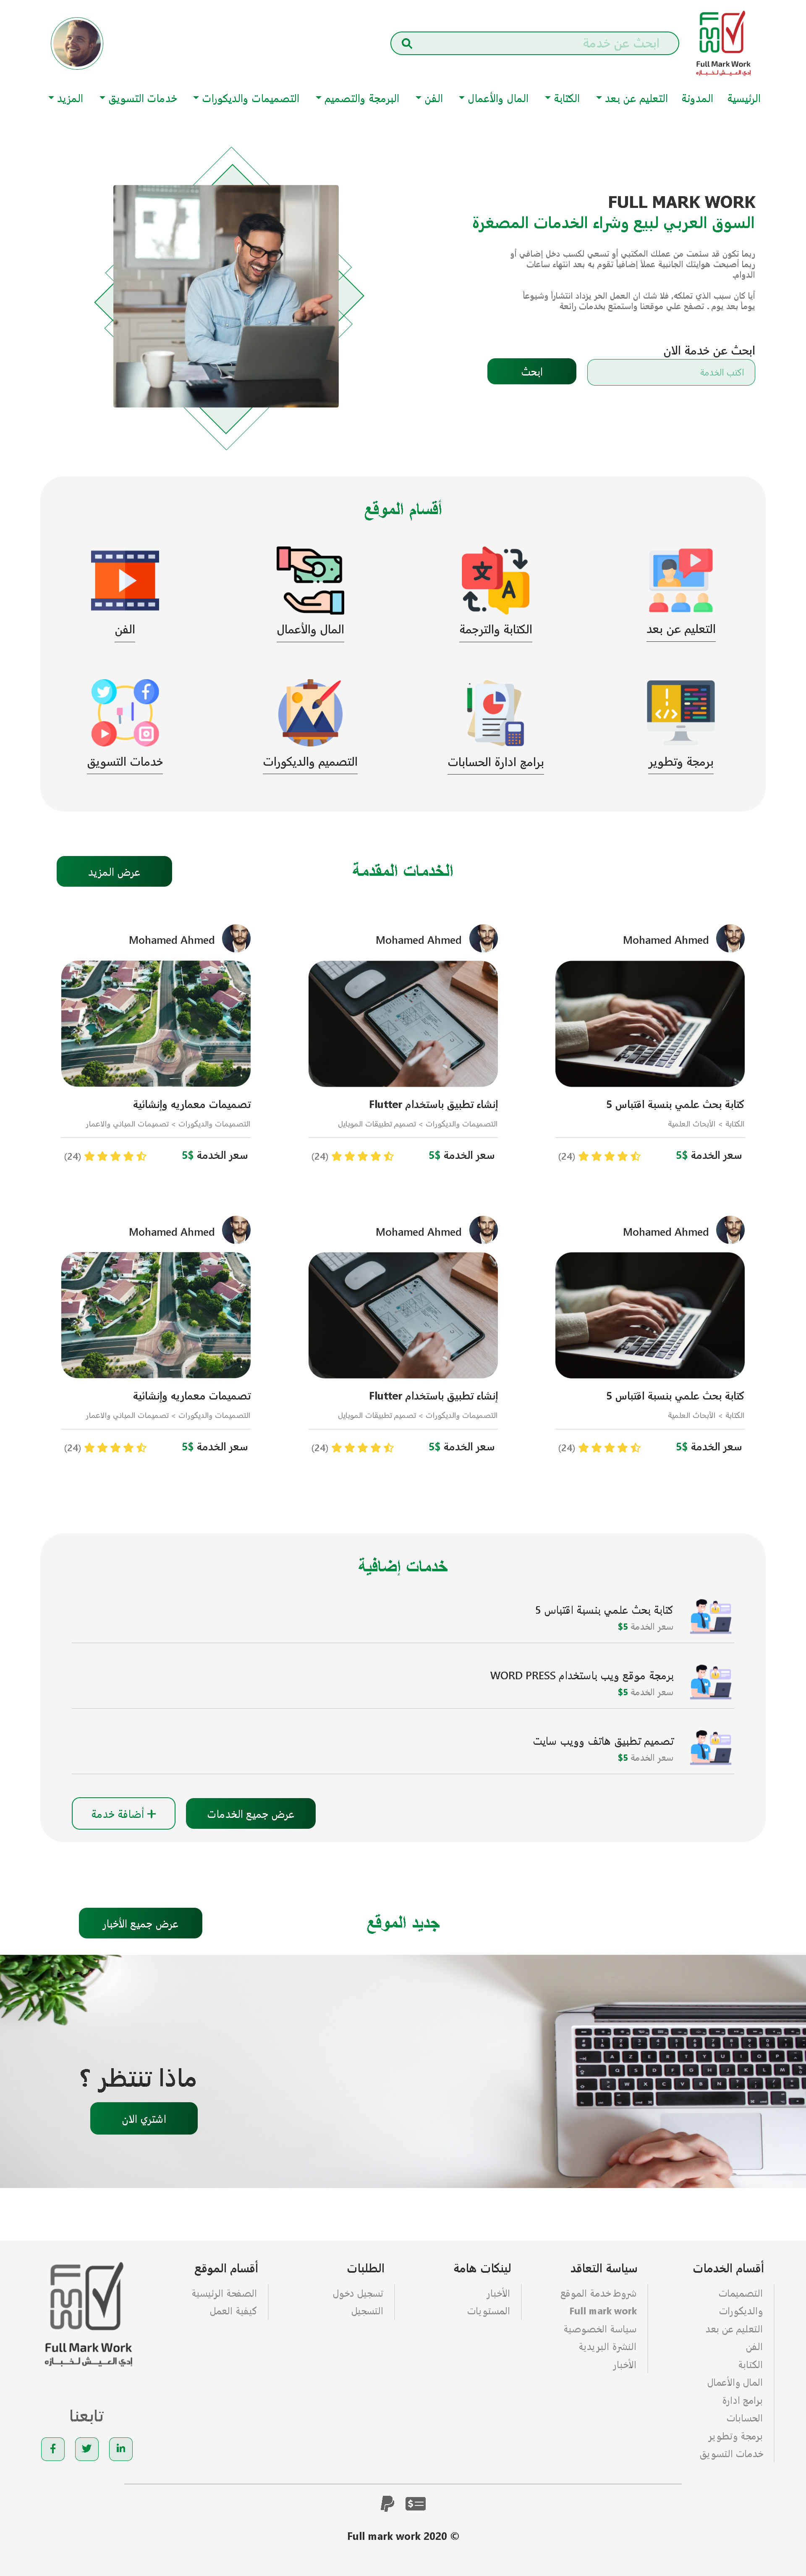 Full Mark Work
إدي العيــش لـخـبــازه
ابحث عن خدمة
الرئيسية
المدونة
التعليم عن بعد
الكتابة
المال والأعمال
الفن
البرمجة والتصميم
التصميمات والديكورات
خدمات التسويق
المزيد
FULL MARK WORK
السوق العربي لبيع وشراء الخدمات المصغرة
ربما تكون قد سئمت من عملك المكتبي أو تسعي لكسب دخل إضافي أو
ربما أصبحت هوايتك الجانبية عملاً إضافياً تقوم به بعد انتهاء ساعات
الدوام.
أيا كان سبب الذي تملكه, فلا شك ان العمل الحر يزداد انتشاراً وشيوعاً
يوماً بعد يوم . تصفح علي موقعنا واستمتع بخدمات رائعة
ابحث عن خدمة الان
اكتب الخدمة
ابحث
أقسام الموقع
التعليم عن بعد
الكتابة والترجمة
المال والأعمال
الفن
برمجة وتطوير
برامج ادارة الحسابات
التصميم والديكورات
خدمات التسويق
الخدمات المقدمة
عرض المزيد
Mohamed Ahmed
كتابة بحث علمي بنسبة اقتباس 5
الكتابة > الأبحاث العلمية
سعر الخدمة 5$
(24)
Mohamed Ahmed
إنشاء تطبيق باستخدام Flutter
التصميمات والديكورات > تصميم تطبيقات الموبايل
سعر الخدمة 5$
(24)
Mohamed Ahmed
تصميمات معماريه وإنشائية
التصميمات والديكورات > تصميمات المباني والاعمار
سعر الخدمة 5$
(24)
Mohamed Ahmed
كتابة بحث علمي بنسبة اقتباس 5
الكتابة > الأبحاث العلمية
سعر الخدمة 5$
(24)
Mohamed Ahmed
إنشاء تطبيق باستخدام Flutter
التصميمات والديكورات > تصميم تطبيقات الموبايل
سعر الخدمة 5$
(24)
Mohamed Ahmed
تصميمات معماريه وإنشائية
التصميمات والديكورات > تصميمات المباني والاعمار
سعر الخدمة 5$
(24)
خدمات إضافية
كتابة بحث علمي بنسبة اقتباس 5
سعر الخدمة 5$
برمجة موقع ويب باستخدام WORD PRESS
سعر الخدمة 5$
تصميم تطبيق هاتف وويب سايت
سعر الخدمة 5$
عرض جميع الخدمات
+ أضافة خدمة
جديد الموقع
عرض جميع الأخبار
ماذا تنتظر ؟
اشتري الان
أقسام الخدمات
التصميمات
والديكورات
التعليم عن بعد
الفن
الكتابة
المال والأعمال
برامج ادارة
الحسابات
برمجة وتطوير
خدمات التسويق
سياسة التعاقد
شروط خدمة الموقع
Full mark work
سياسة الخصوصية
النشرة البريدية
الأخبار
لينكات هامة
الأخبار
المستويات
الطلبات
تسجيل دخول
التسجيل
أقسام الموقع
الصفحة الرئيسية
كيفية العمل
Full Mark Work
إدي العيــش لـخـبــازه
تابعنا
Full mark work 2020 ©